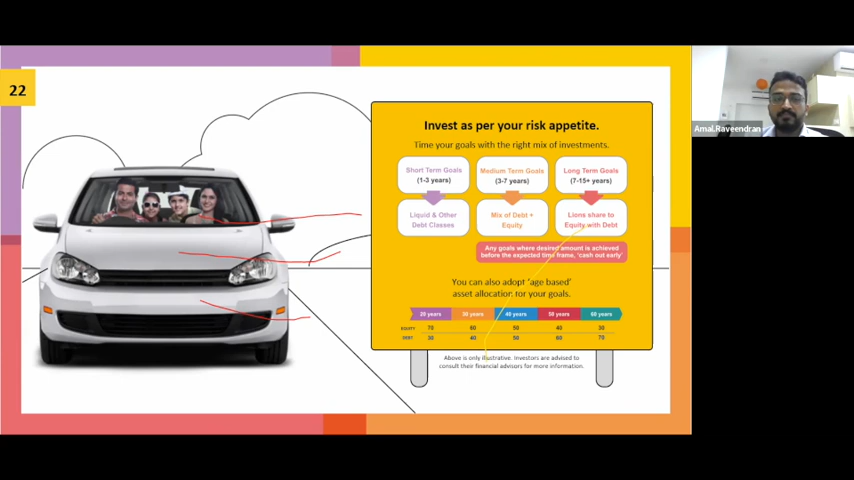 22
Amal.Raveendran
Invest as per your risk appetite.
Time your goals with the right mix of investments.
Short Term Goals
(1-3 years)
Medium Term Goals
(3-7 years)
Long Term Goals
(7-15+ years)
Liquid & Other
Debt Classes
Mix of Debt +
Equity
Lions share to
Equity with Debt
Any goals where desired amount is achieved
before the expected time frame, 'cash out early'
You can also adopt 'age based'
asset allocation for your goals.
20 years 30 years 40 years 50 years 60 years
EQUITY 70 60 50 40 30
DEBT 30 40 50 60 70
Above is only illustrative. Investors are advised to
consult their financial advisors for more information.